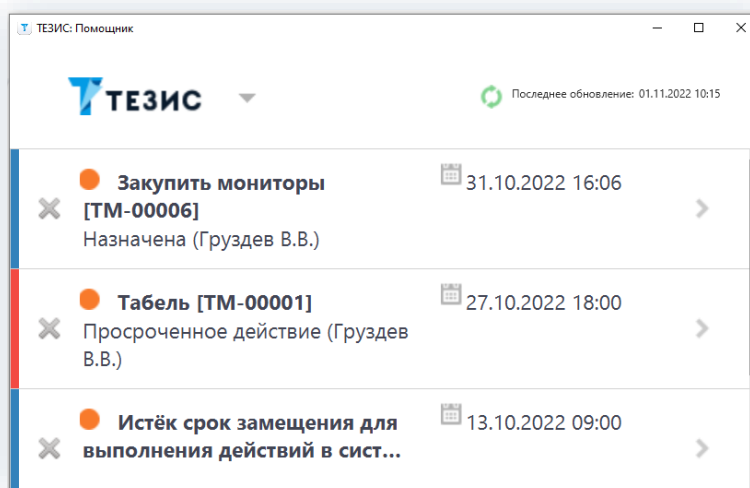 ТЕЗИС: Помощник
ТЕЗИС
Последнее обновление: 01.11.2022 10:15
Закупить мониторы
[ТМ-00006]
Назначена (Груздев В.В.)
31.10.2022 16:06
Табель [ТМ-00001]
Просроченное действие (Груздев
В.В.)
27.10.2022 18:00
Истёк срок замещения для
выполнения действий в сист...
13.10.2022 09:00